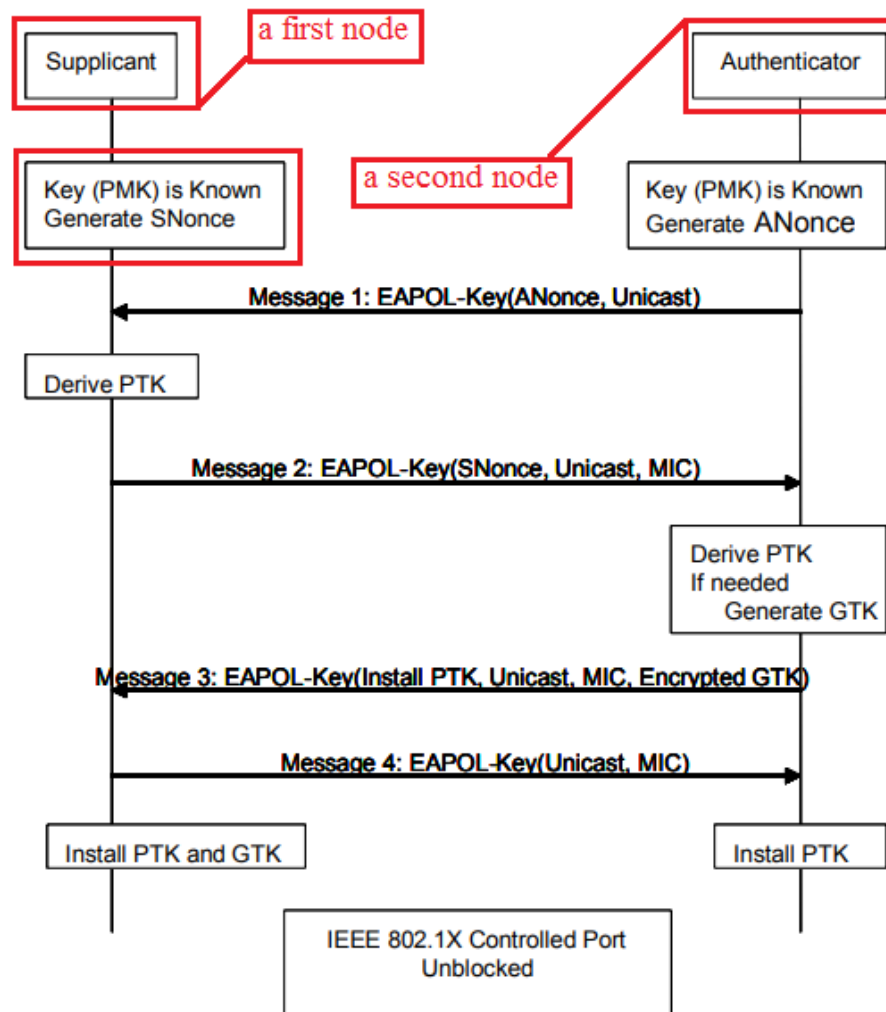 a first node
Supplicant
Authenticator
a second node
Key (PMK) is Known
Generate SNonce
Key (PMK) is Known
Generate ANonce
Message 1: EAPOL-Key(ANonce, Unicast)
Derive PTK
Message 2: EAPOL-Key(SNonce, Unicast, MIC)
Derive PTK
If needed
Generate GTK
Message 3: EAPOL-Key(Install PTK, Unicast, MIC, Encrypted GTK)
Message 4: EAPOL-Key(Unicast, MIC)
Install PTK and GTK
Install PTK
IEEE 802.1X Controlled Port
Unblocked